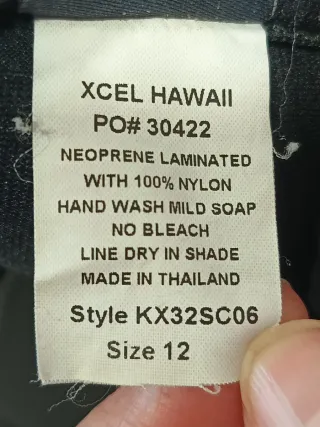 XCEL HAWAII
PO# 30422
NEOPRENE LAMINATED
WITH 100% NYLON
HAND WASH MILD SOAP
NO BLEACH
LINE DRY IN SHADE
MADE IN THAILAND
Style KX32SC06
Size 12